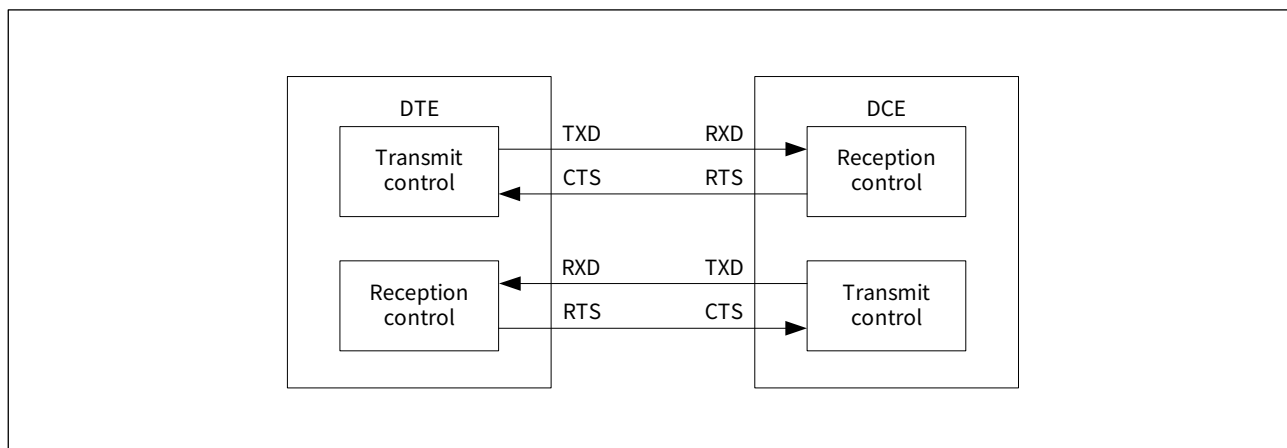 DTE
DCE
TXD RXD
Transmit
control
Reception
control
CTS RTS
RXD TXD
Reception
control
Transmit
control
RTS CTS